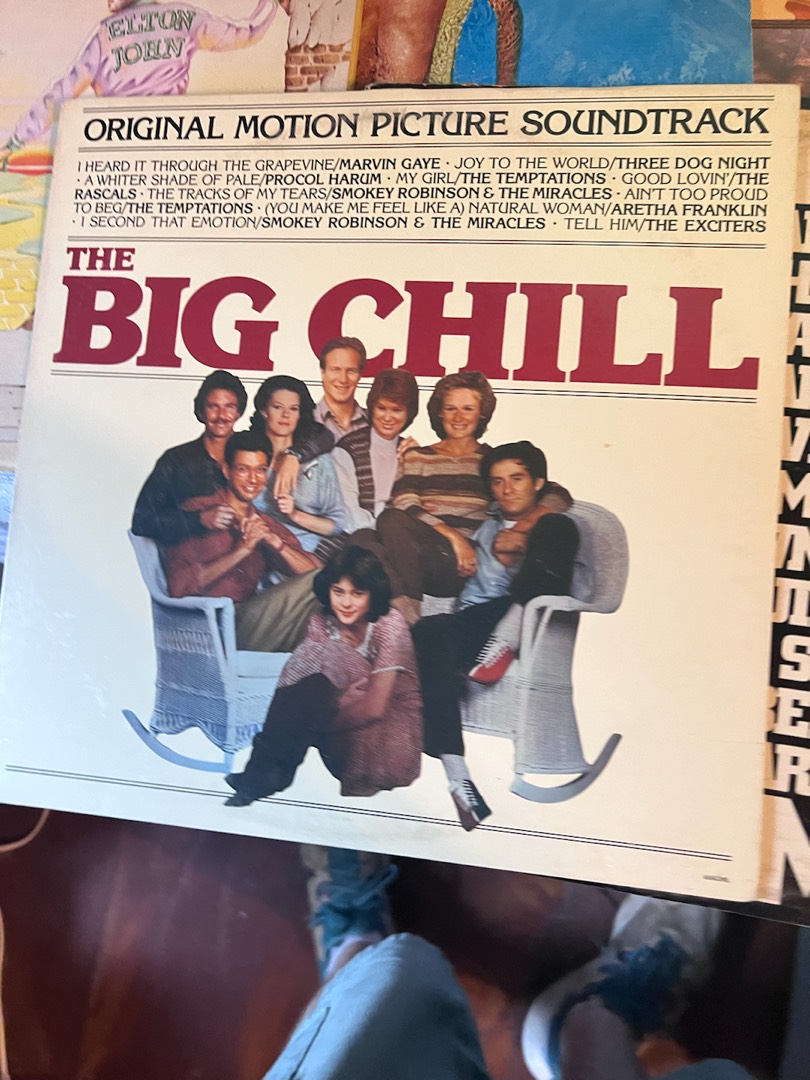 ELTON
JOHN
ORIGINAL MOTION PICTURE SOUNDTRACK
I HEARD IT THROUGH THE GRAPEVINE/MARVIN GAYE · JOY TO THE WORLD/THREE DOG NIGHT
· A WHITER SHADE OF PALE/PROCOL HARUM · MY GIRL/THE TEMPTATIONS · GOOD LOVIN'/THE
RASCALS · THE TRACKS OF MY TEARS/SMOKEY ROBINSON & THE MIRACLES · AIN'T TOO PROUD
TO BEG/THE TEMPTATIONS · (YOU MAKE ME FEEL LIKE A) NATURAL WOMAN/ARETHA FRANKLIN
· I SECOND THAT EMOTION/SMOKEY ROBINSON & THE MIRACLES · TELL HIM/THE EXCITERS
THE
BIG CHILL